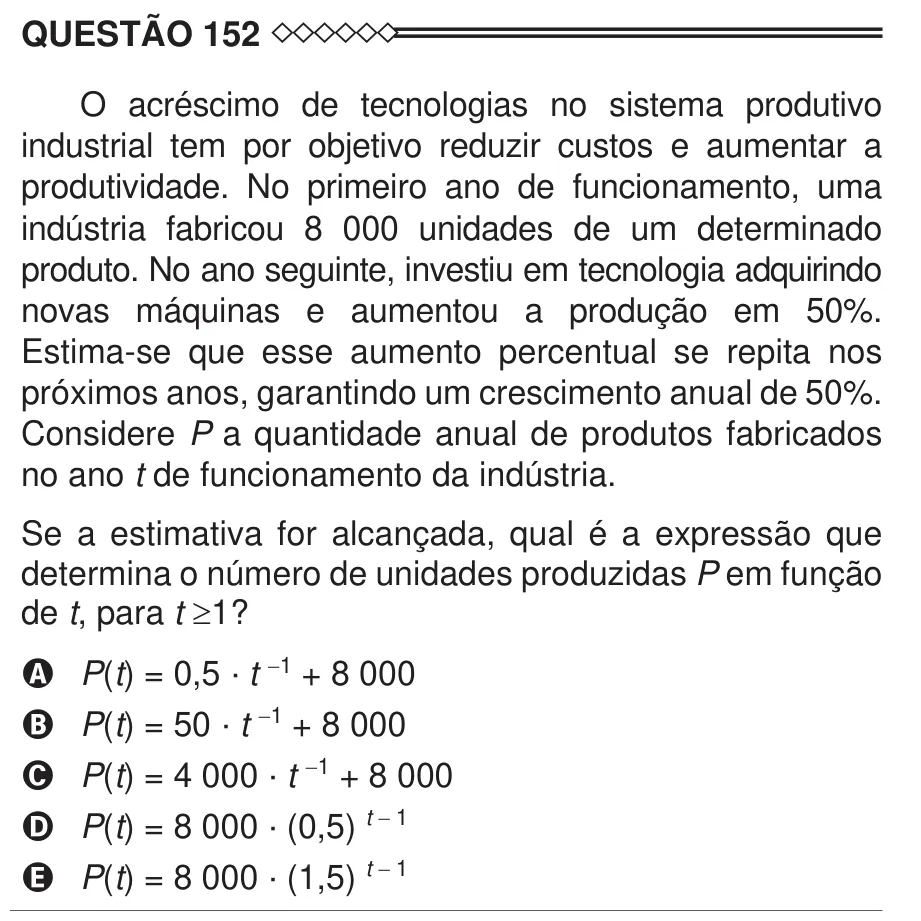 QUESTÃO 152
O acréscimo de tecnologias no sistema produtivo
industrial tem por objetivo reduzir custos e aumentar a
produtividade. No primeiro ano de funcionamento, uma
indústria fabricou 8 000 unidades de um determinado
produto. No ano seguinte, investiu em tecnologia adquirindo
novas máquinas e aumentou a produção em 50%.
Estima-se que esse aumento percentual se repita nos
próximos anos, garantindo um crescimento anual de 50%.
Considere P a quantidade anual de produtos fabricados
no ano t de funcionamento da indústria.
Se a estimativa for alcançada, qual é a expressão que
determina o número de unidades produzidas P em função
de t, para t ≥1?
A P(t) = 0,5 · t⁻¹ + 8 000
B P(t) = 50 · t⁻¹ + 8 000
C P(t) = 4 000 · t⁻¹ + 8 000
D P(t) = 8 000 · (0,5)ᵗ⁻¹
E P(t) = 8 000 · (1,5)ᵗ⁻¹